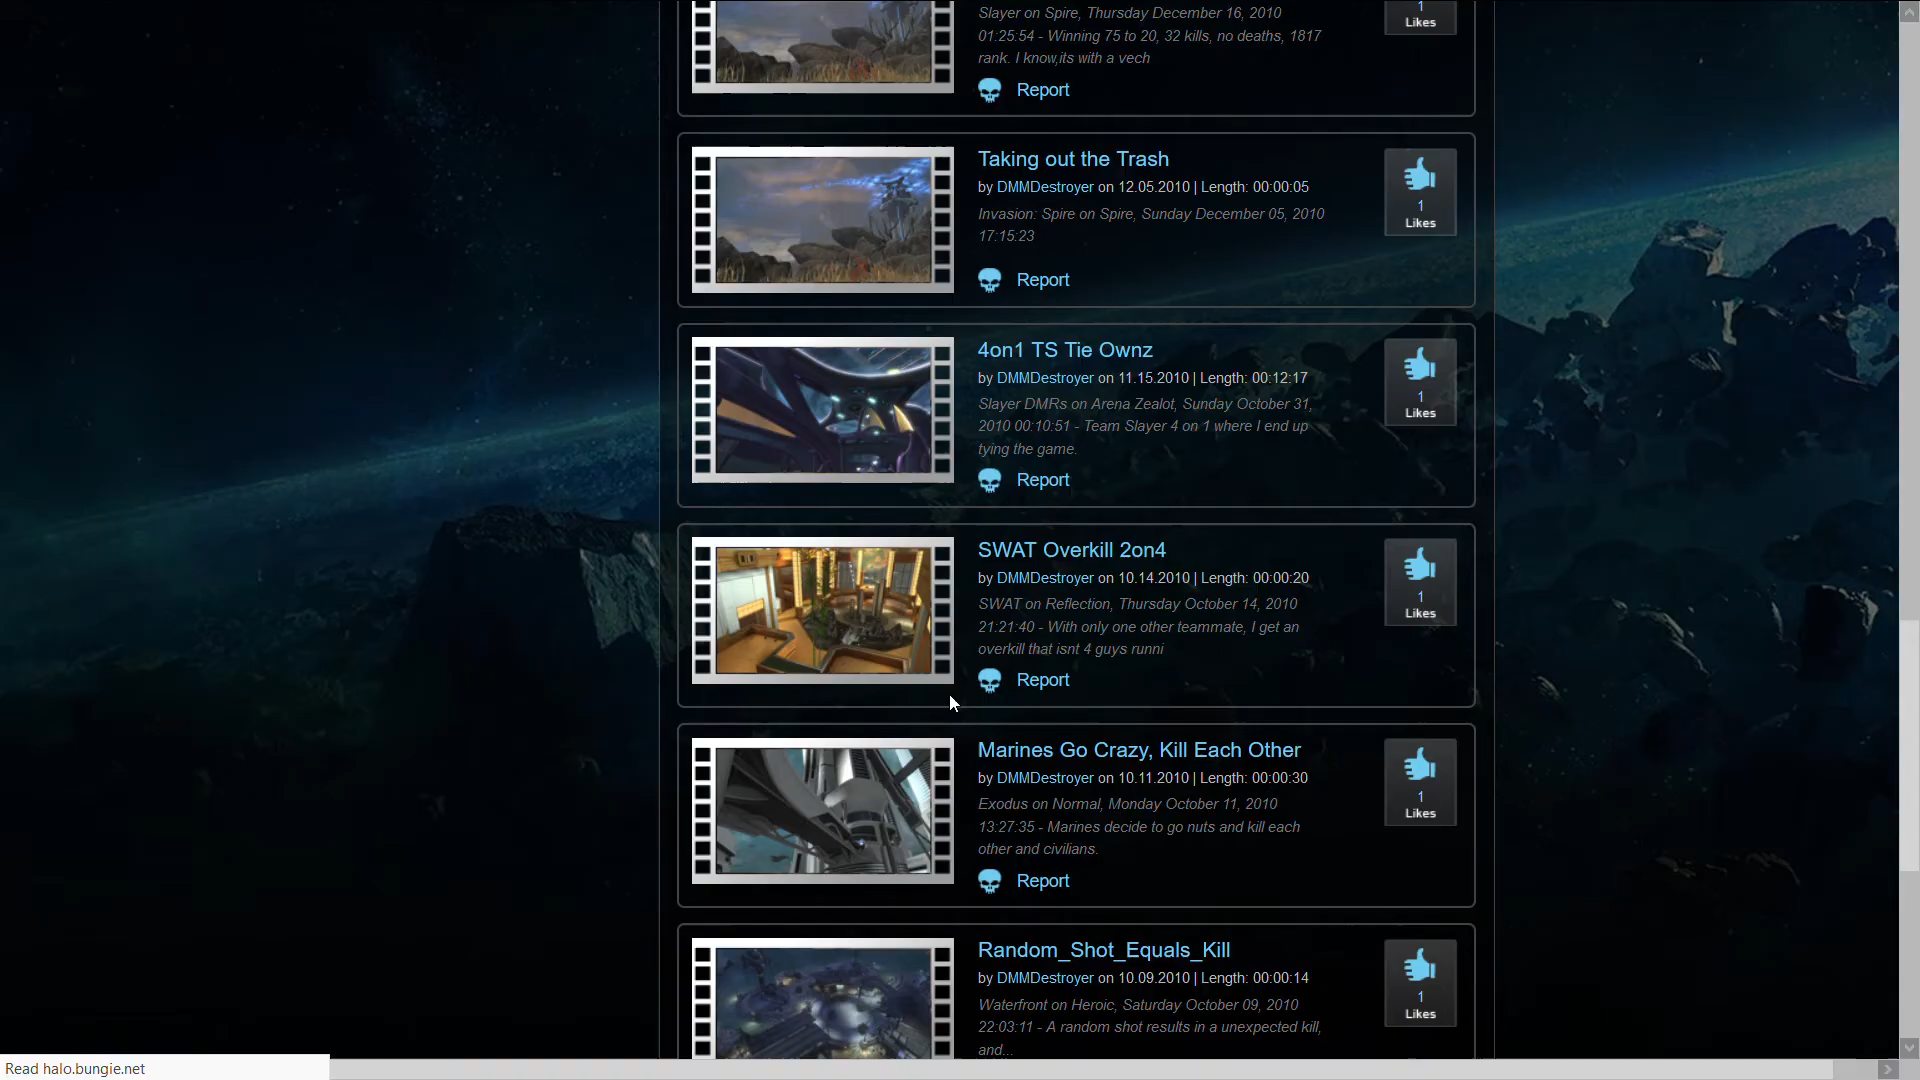 Slayer on Spire, Thursday December 16, 2010
01:25:54 - Winning 75 to 20, 32 kills, no deaths, 1817
rank. I know,its with a vech
Report
1
Likes
Taking out the Trash
by DMMDestroyer on 12.05.2010 | Length: 00:00:05
Invasion: Spire on Spire, Sunday December 05, 2010
17:15:23
Report
1
Likes
4on1 TS Tie Ownz
by DMMDestroyer on 11.15.2010 | Length: 00:12:17
Slayer DMRs on Arena Zealot, Sunday October 31,
2010 00:10:51 - Team Slayer 4 on 1 where I end up
tying the game.
Report
1
Likes
SWAT Overkill 2on4
by DMMDestroyer on 10.14.2010 | Length: 00:00:20
SWAT on Reflection, Thursday October 14, 2010
21:21:40 - With only one other teammate, I get an
overkill that isnt 4 guys runni
Report
1
Likes
Marines Go Crazy, Kill Each Other
by DMMDestroyer on 10.11.2010 | Length: 00:00:30
Exodus on Normal, Monday October 11, 2010
13:27:35 - Marines decide to go nuts and kill each
other and civilians.
Report
1
Likes
Random_Shot_Equals_Kill
by DMMDestroyer on 10.09.2010 | Length: 00:00:14
Waterfront on Heroic, Saturday October 09, 2010
22:03:11 - A random shot results in a unexpected kill,
and...
1
Likes
Read halo.bungie.net